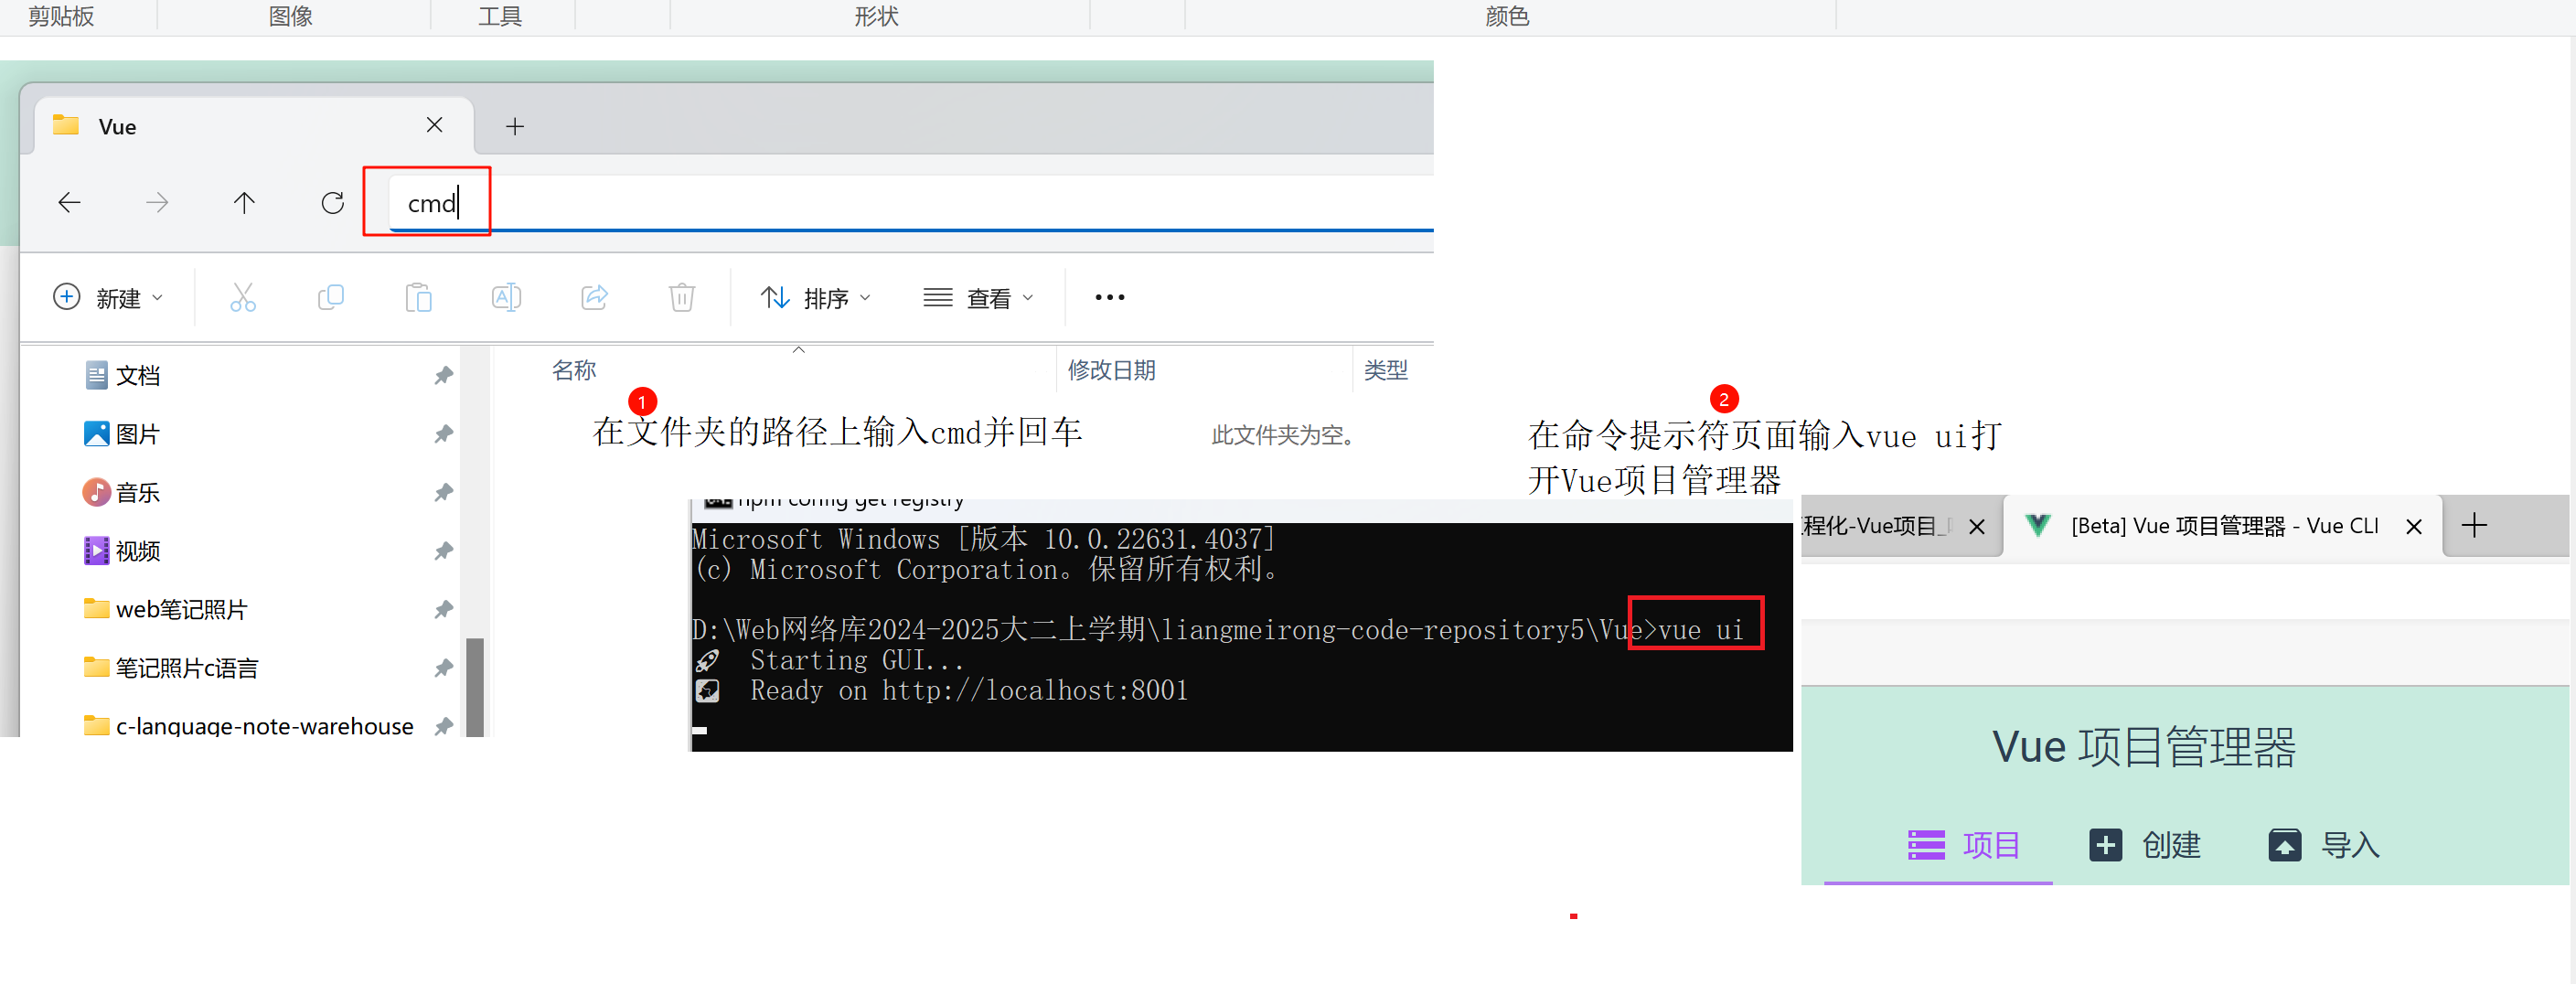 剪贴板
图像
工具
形状
颜色
Vue
cmd
新建
排序
查看
名称
修改日期
类型
文档
图片
音乐
视频
web笔记照片
笔记照片c语言
c-language-note-warehouse
1
在文件夹的路径上输入cmd并回车
此文件夹为空。
2
在命令提示符页面输入vue ui打
开Vue项目管理器
npm config get registry
Microsoft Windows [版本 10.0.22631.4037]
(c) Microsoft Corporation。保留所有权利。
D:\Web网络库2024-2025大二上学期\liangmeirong-code-repository5\Vue>vue ui
Starting GUI...
Ready on http://localhost:8001
程化-Vue项目_
[Beta] Vue 项目管理器 - Vue CLI
Vue 项目管理器
项目
创建
导入